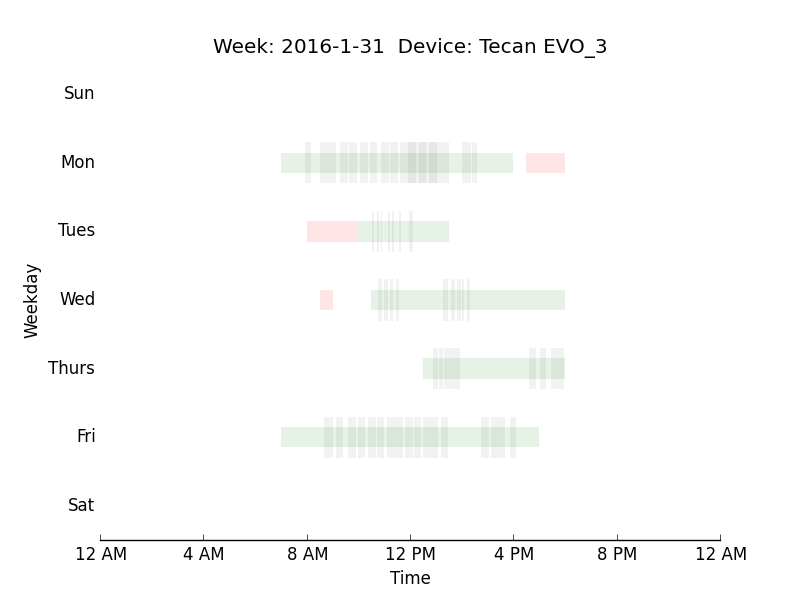 Week: 2016-1-31  Device: Tecan EVO_3
Sun
Mon
Tues
Wed
Thurs
Fri
Sat
Weekday
12 AM 4 AM 8 AM 12 PM 4 PM 8 PM 12 AM
Time